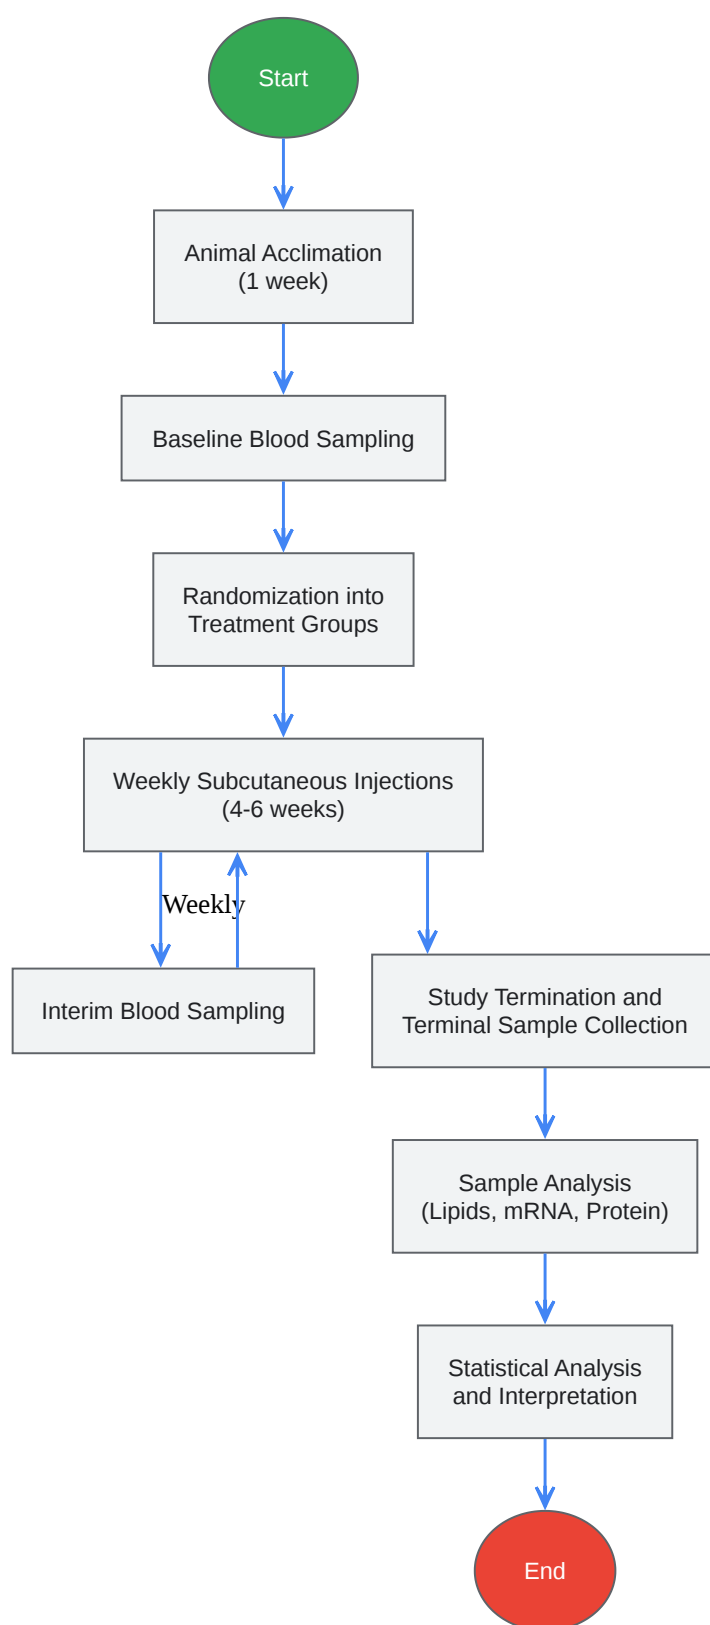 Start
Animal Acclimation
(1 week)
Baseline Blood Sampling
Randomization into
Treatment Groups
Weekly Subcutaneous Injections
(4-6 weeks)
Weekly
Interim Blood Sampling
Study Termination and
Terminal Sample Collection
Sample Analysis
(Lipids, mRNA, Protein)
Statistical Analysis
and Interpretation
End